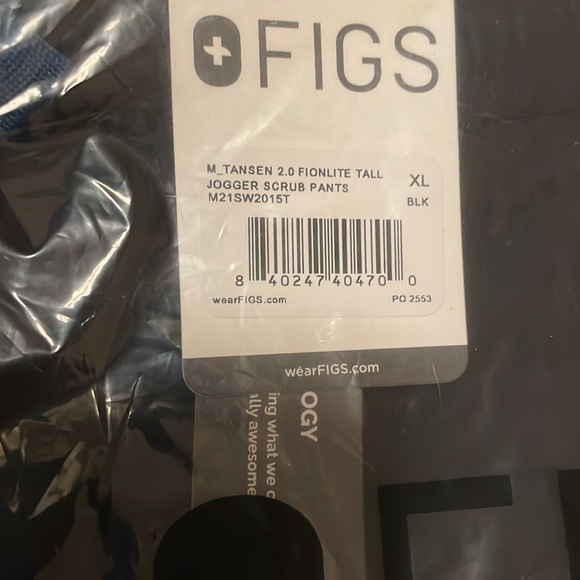 FIGS
M_TANSEN 2.0 FIONLITE TALL
JOGGER SCRUB PANTS
M21SW2015T
XL
BLK
8 40247 40470 0
wearFIGS.com
PO 2553
wearFIGS.com
OGY
ing what we
lly awesome